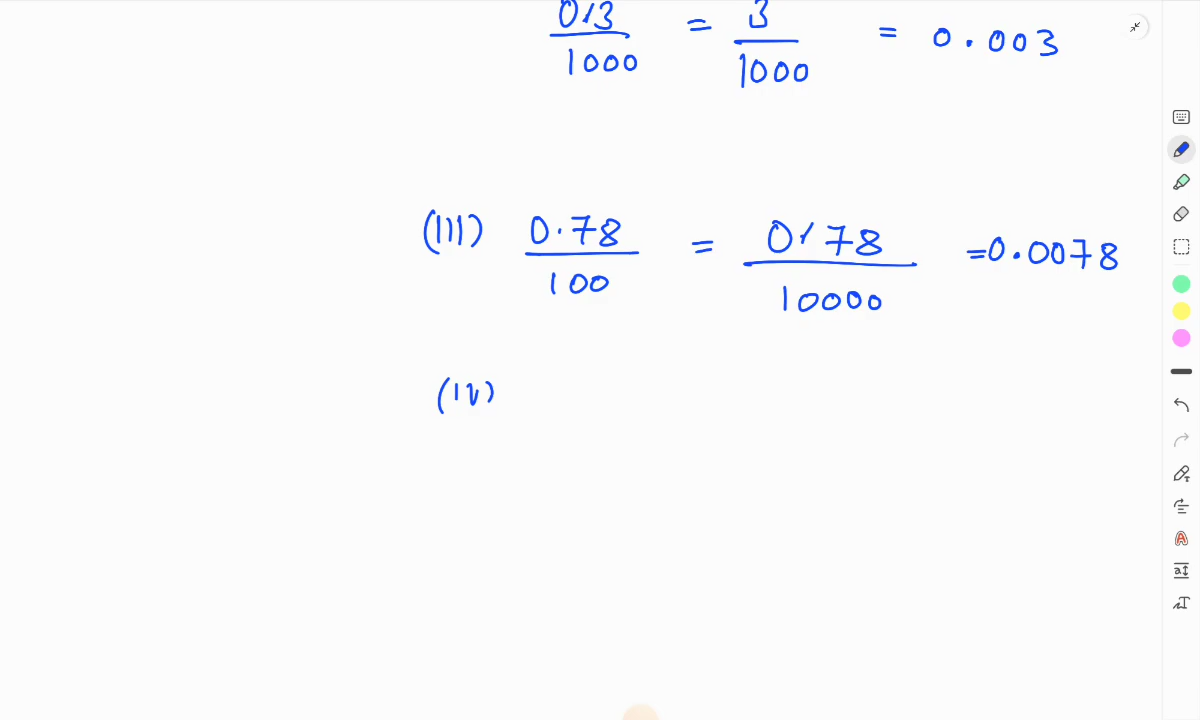 0/3/1000 = 3/1000 = 0.003
(III) 0.78/100 = 0/78/10000 =0.0078
(IV)